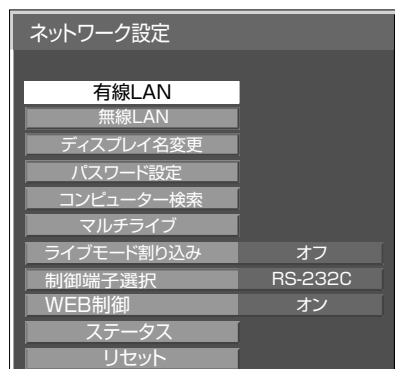 ネットワーク設定
有線LAN
無線LAN
ディスプレイ名変更
パスワード設定
コンピューター検索
マルチライブ
ライブモード割り込み オフ
制御端子選択 RS-232C
WEB制御 オン
ステータス
リセット